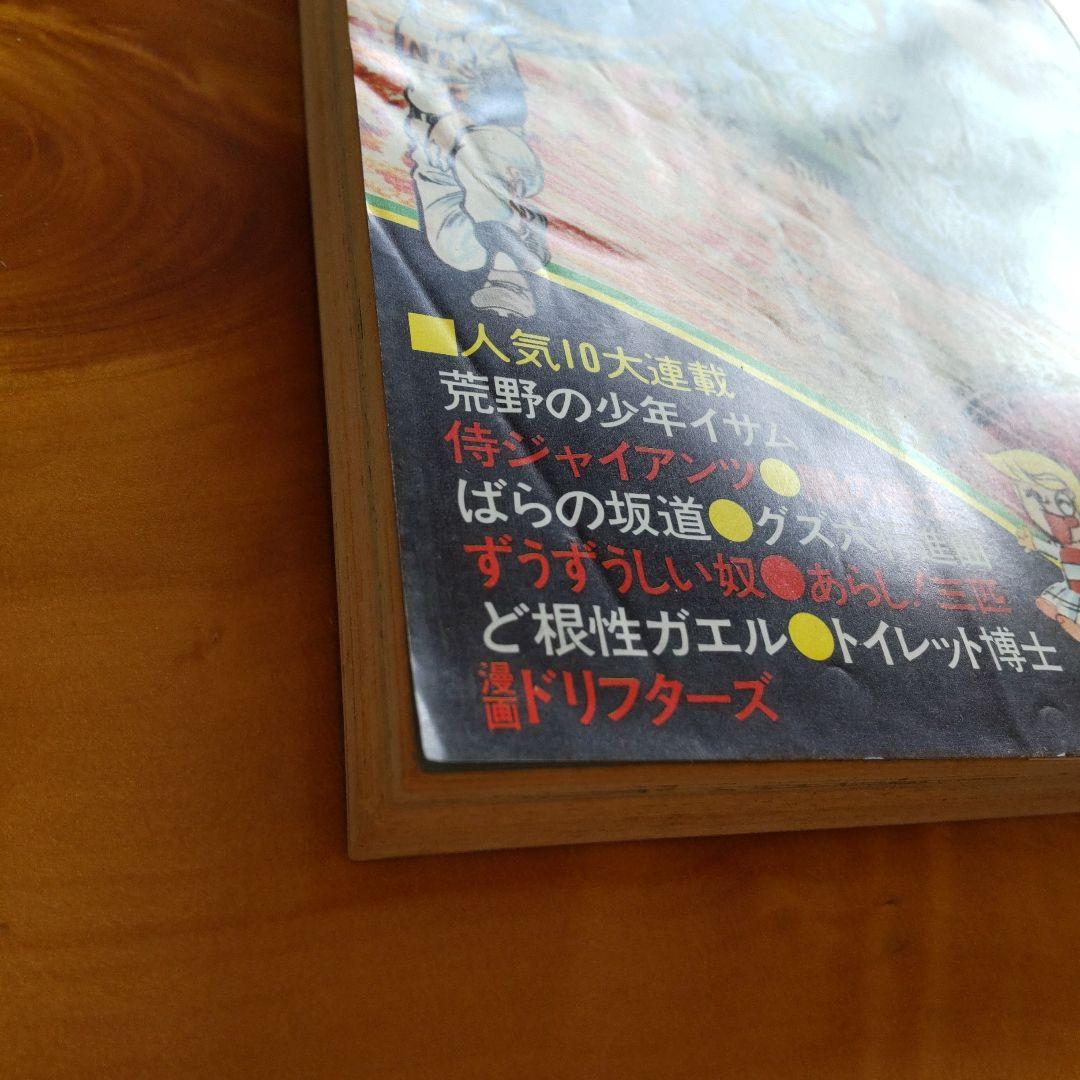 ■人気10大連載
荒野の少年イサム
侍ジャイアンツ●
ばらの坂道●グズ六
ずうずうしい奴●あらし!三匹
ど根性ガエル●トイレット博士
漫画ドリフターズ